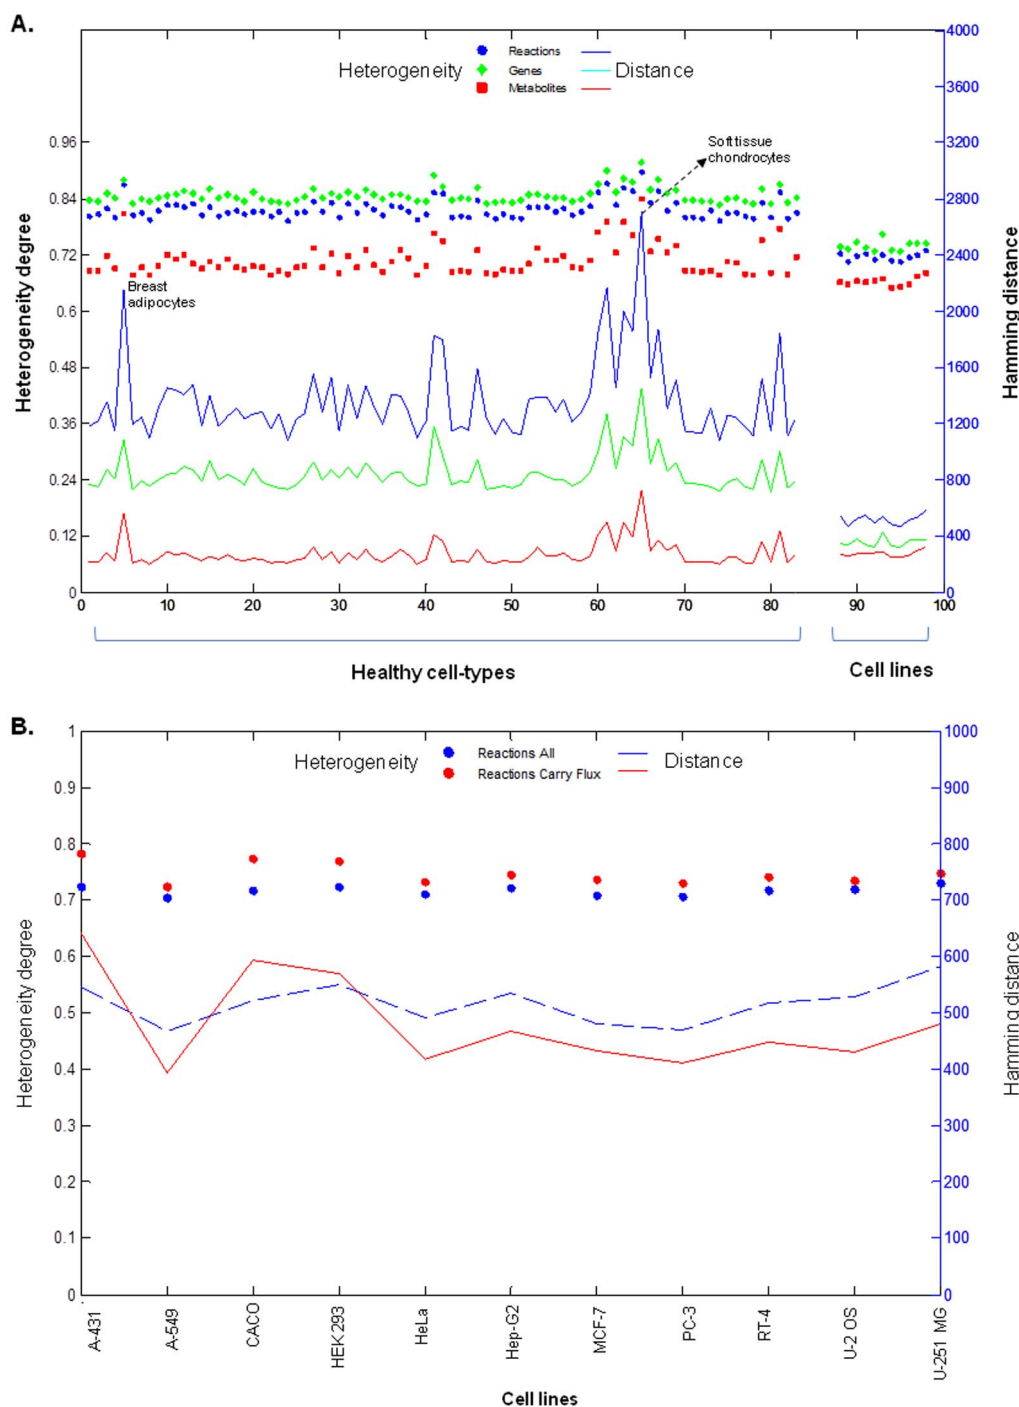 A.
Heterogeneity
Reactions
Genes
Metabolites
Distance
Soft tissue
chondrocytes
Breast
adipocytes
Heterogeneity degree
0.96
0.84
0.72
0.6
0.48
0.36
0.24
0.12
0
4000
3600
3200
2800
2400
2000
1600
1200
800
400
0
Hamming distance
0 10 20 30 40 50 60 70 80 90 100
Healthy cell-types
Cell lines
B.
Heterogeneity
Reactions All
Reactions Carry Flux
Distance
Heterogeneity degree
1
0.9
0.8
0.7
0.6
0.5
0.4
0.3
0.2
0.1
0
1000
900
800
700
600
500
400
300
200
100
0
Hamming distance
A-431
A-549
CACO
HEK293
HeLa
Hep-G2
MCF-7
PC-3
RT-4
U-2 OS
U-251 MG
Cell lines